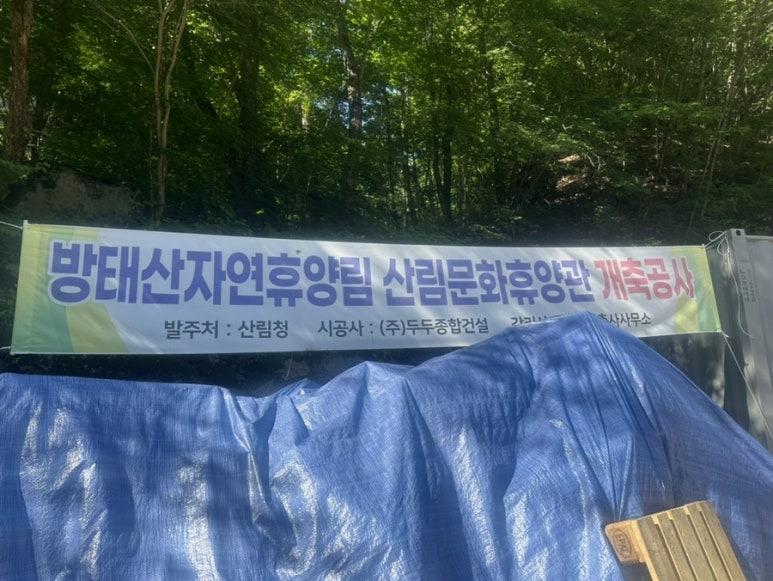 방태산자연휴양림 산림문화휴양관 개축공사
발주처 : 산림청 시공사 : (주)두두종합건설